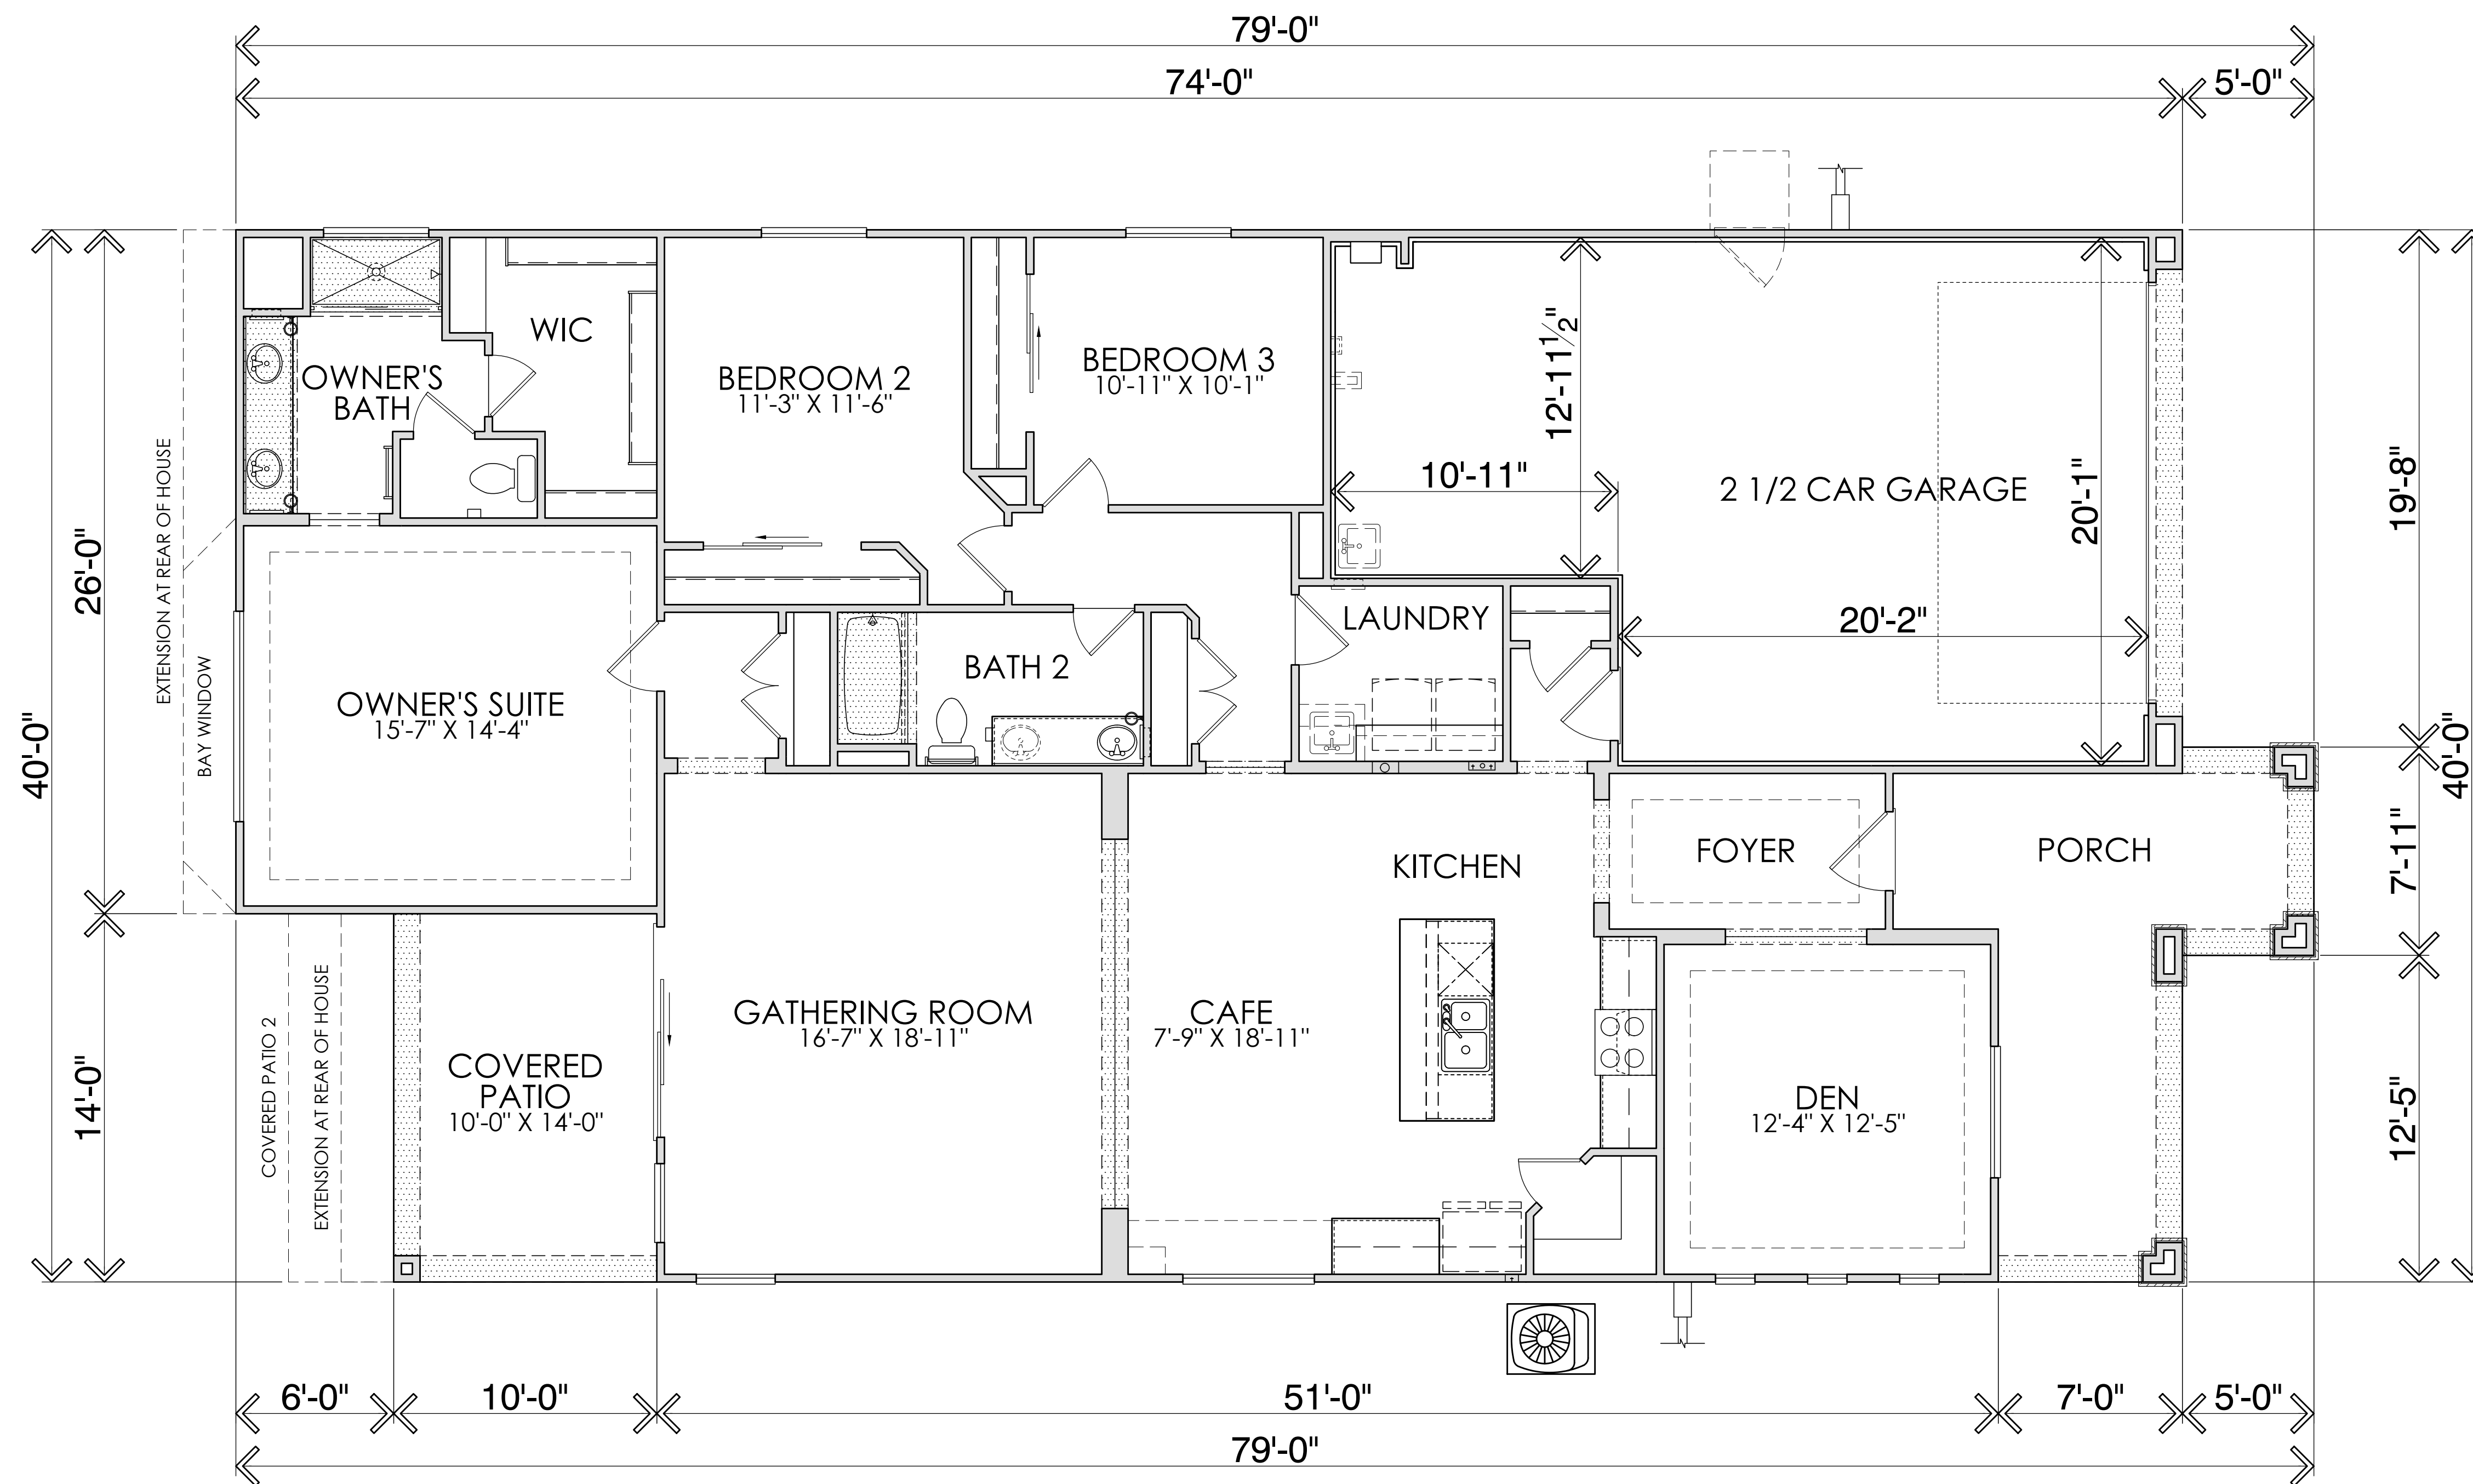 79'-0"
74'-0"
5'-0"
WIC
OWNER'S
BATH
BEDROOM 2
11'-3" X 11'-6"
BEDROOM 3
10'-11" X 10'-1"
12'-11 1/2"
10'-11"
2 1/2 CAR GARAGE
20'-1"
19'-8"
EXTENSION AT REAR OF HOUSE
26'-0"
20'-2"
LAUNDRY
BATH 2
OWNER'S SUITE
15'-7" X 14'-4"
BAY WINDOW
40'-0"
40'-0"
7'-11"
KITCHEN
FOYER
PORCH
GATHERING ROOM
16'-7" X 18'-11"
CAFE
7'-9" X 18'-11"
COVERED
PATIO
10'-0" X 14'-0"
DEN
12'-4" X 12'-5"
14'-0"
COVERED PATIO 2
EXTENSION AT REAR OF HOUSE
12'-5"
6'-0"
10'-0"
51'-0"
7'-0"
5'-0"
79'-0"